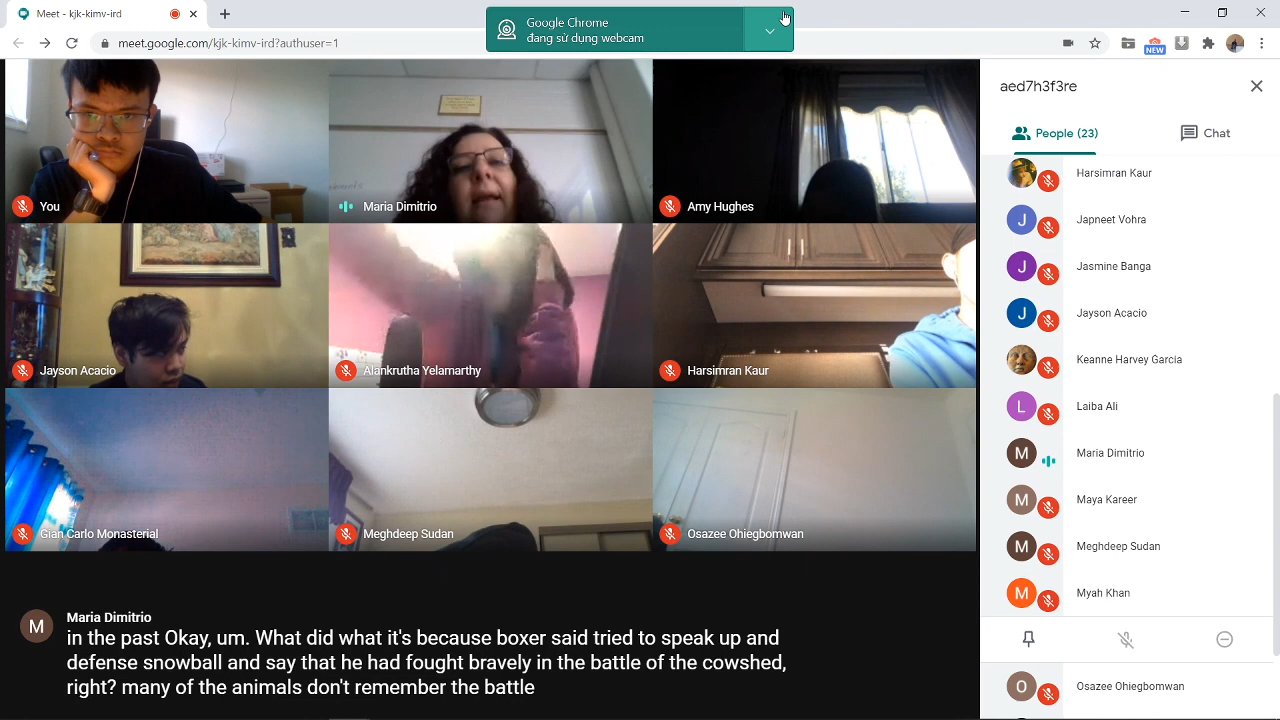 Meet - kjk-kimv-ird
Google Chrome
đang sử dụng webcam
meet.google.com/kjk-kimv-ird?authuser=1
NEW
aed7h3f3re
People (23)
Chat
You
Maria Dimitrio
Amy Hughes
Jayson Acacio
Alankrutha Yelamarthy
Harsimran Kaur
Gian Carlo Monasterial
Meghdeep Sudan
Osazee Ohiegbomwan
Harsimran Kaur
J
Japneet Vohra
J
Jasmine Banga
J
Jayson Acacio
Keanne Harvey Garcia
L
Laiba Ali
M
Maria Dimitrio
M
Maya Kareer
M
Meghdeep Sudan
M
Myah Khan
O
Osazee Ohiegbomwan
M
Maria Dimitrio
in the past Okay, um. What did what it's because boxer said tried to speak up and
defense snowball and say that he had fought bravely in the battle of the cowshed,
right? many of the animals don't remember the battle